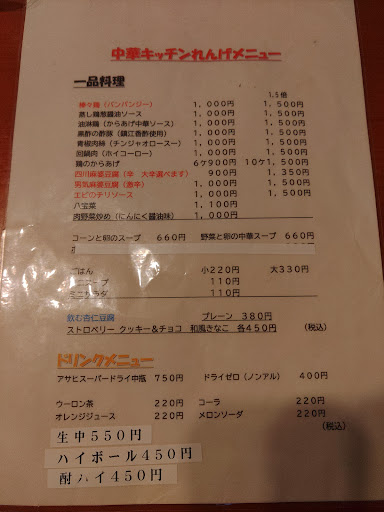 中華キッチンれんげメニュー
一品料理 1,5倍
棒々鶏(バンバンジー) 1,000円 1,500円
蒸し鶏葱醤油ソース 1,000円 1,500円
油淋鶏(からあげ中華ソース) 1,000円 1,500円
黒酢の酢豚(鎮江香酢使用) 1,000円 1,500円
青椒肉絲(チンジャオロースー) 1,000円 1,500円
回鍋肉(ホイコーロー) 1,000円 1,500円
鶏のからあげ 6ケ900円 10ケ1,500円
四川麻婆豆腐(辛 大辛選べます) 900円 1,350円
男気麻婆豆腐(激辛) 1,000円 1,500円
エビのチリソース 1,000円 1,500円
八宝菜 1,100円
肉野菜炒め(にんにく醤油味) 1,000円
コーンと卵のスープ 660円 野菜と卵の中華スープ 660円
ごはん 小220円 大330円
ミニスープ 110円
ミニサラダ 110円
飲む杏仁豆腐 プレーン 380円
ストロベリー クッキー&チョコ 和風きなこ 各450円 (税込)
ドリンクメニュー
アサヒスーパードライ中瓶 750円 ドライゼロ(ノンアル) 400円
ウーロン茶 220円 コーラ 220円
オレンジジュース 220円 メロンソーダ 220円
(税込)
生中550円
ハイボール450円
酎ハイ450円